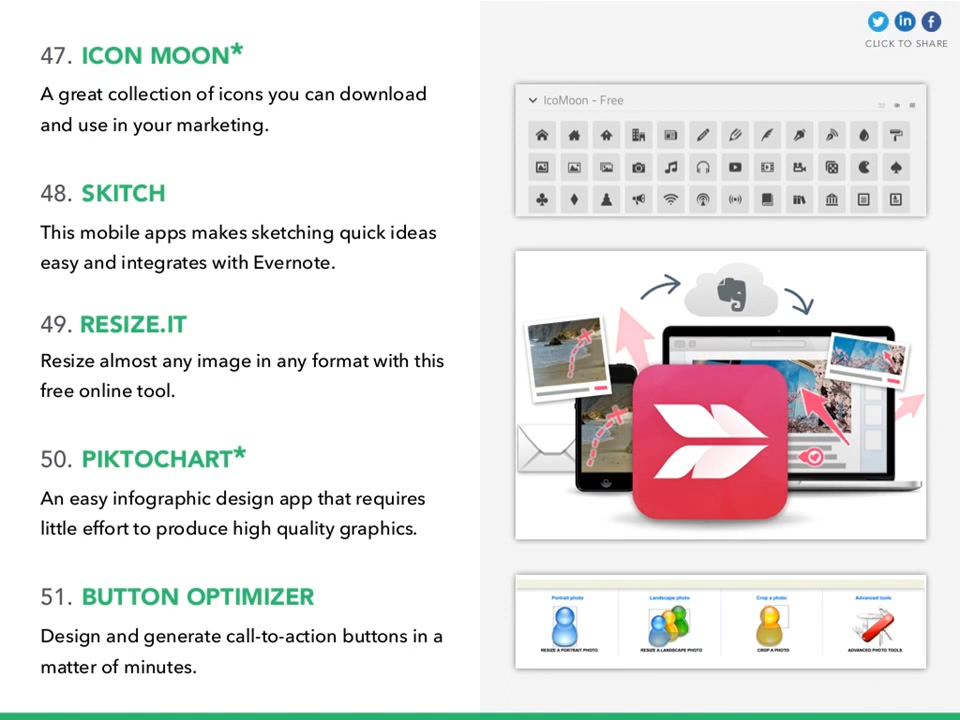 47. ICON MOON*
A great collection of icons you can download
and use in your marketing.
48. SKITCH
This mobile apps makes sketching quick ideas
easy and integrates with Evernote.
49. RESIZE.IT
Resize almost any image in any format with this
free online tool.
50. PIKTOCHART*
An easy infographic design app that requires
little effort to produce high quality graphics.
51. BUTTON OPTIMIZER
Design and generate call-to-action buttons in a
matter of minutes.
CLICK TO SHARE
IcoMoon - Free
Portrait photo
Landscape photo
Crop a photo
Advanced tools
RESIZE A PORTRAIT PHOTO
RESIZE A LANDSCAPE PHOTO
CROP A PHOTO
ADVANCED PHOTO TOOLS